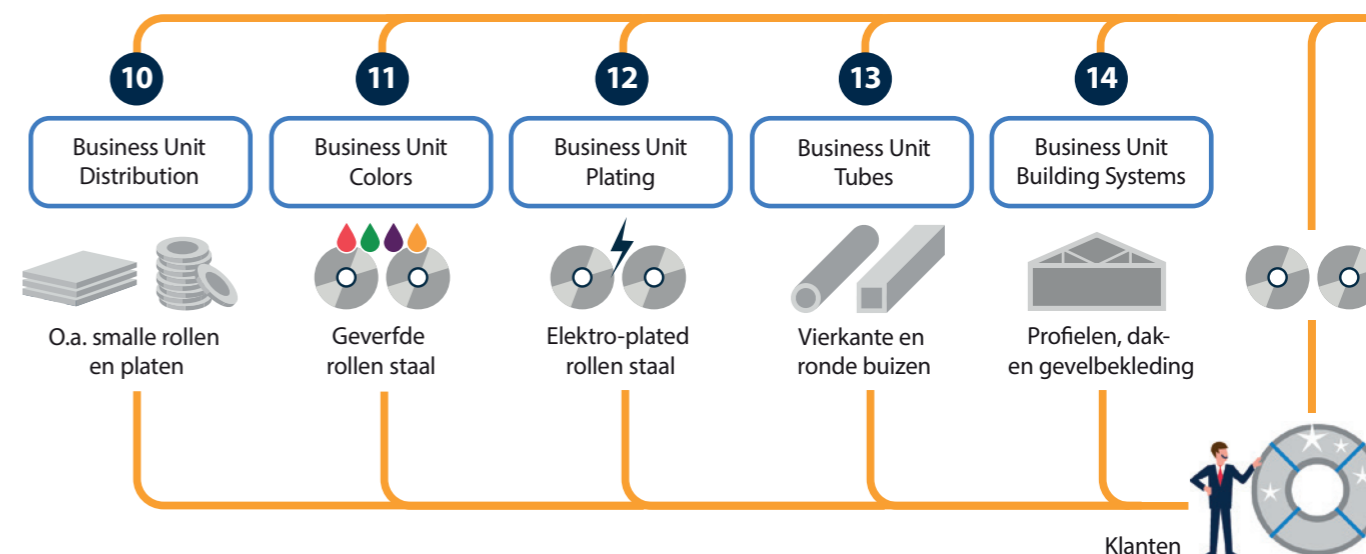 10
Business Unit
Distribution
O.a. smalle rollen
en platen
11
Business Unit
Colors
Geverfde
rollen staal
12
Business Unit
Plating
Elektro-plated
rollen staal
13
Business Unit
Tubes
Vierkante en
ronde buizen
14
Business Unit
Building Systems
Profielen, dak-
en gevelbekleding
Klanten